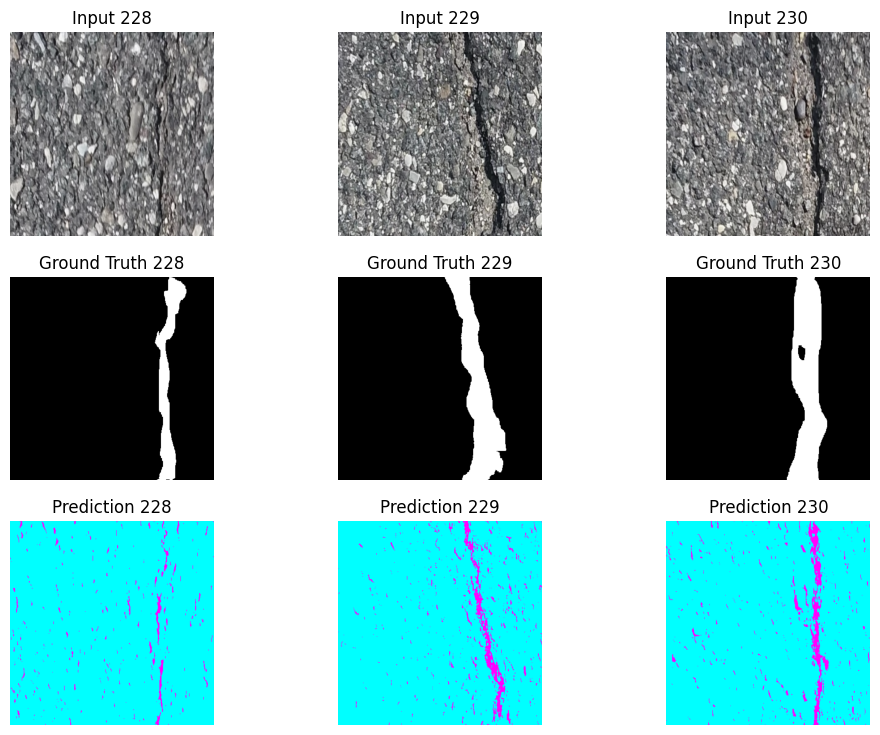 Input 228
Input 229
Input 230
Ground Truth 228
Ground Truth 229
Ground Truth 230
Prediction 228
Prediction 229
Prediction 230